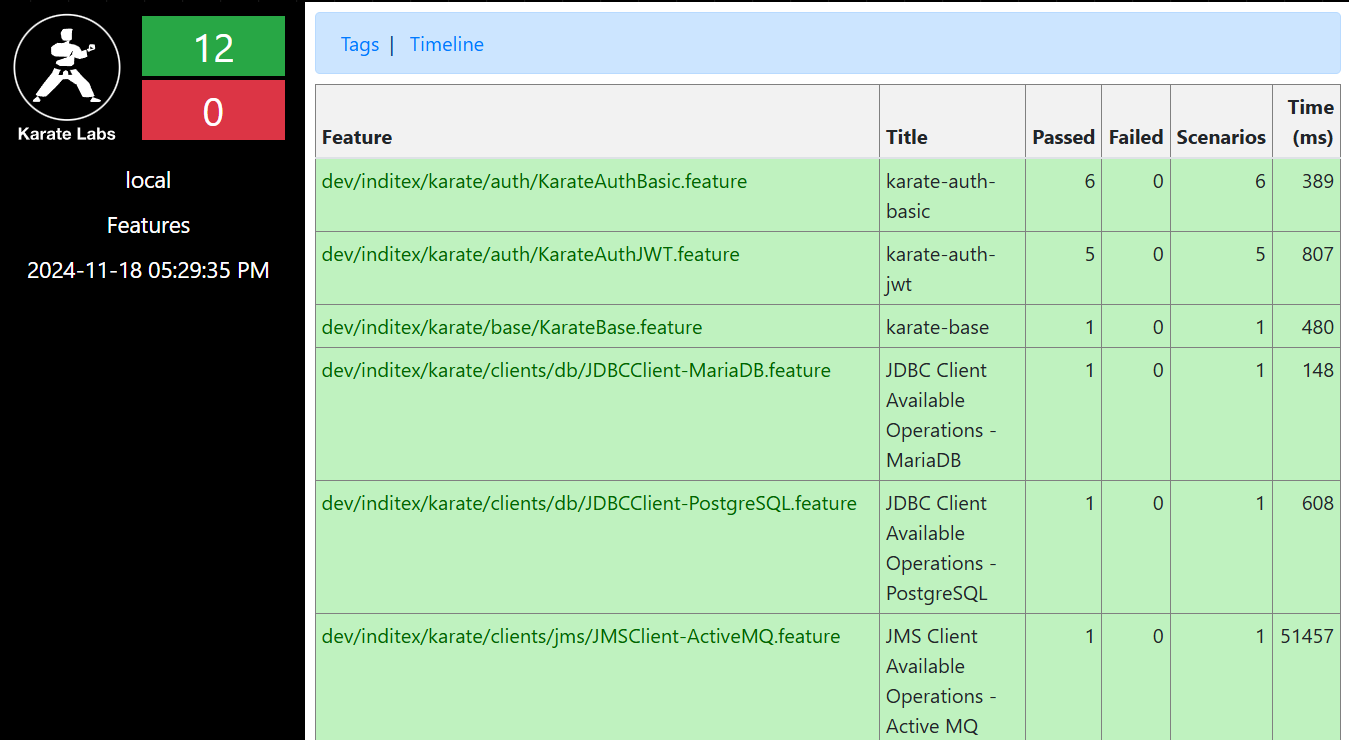 Karate Labs
12
0
local
Features
2024-11-18 05:29:35 PM
Tags | Timeline
Feature Title Passed Failed Scenarios Time (ms)
dev/inditex/karate/auth/KarateAuthBasic.feature karate-auth-basic 6 0 6 389
dev/inditex/karate/auth/KarateAuthJWT.feature karate-auth-jwt 5 0 5 807
dev/inditex/karate/base/KarateBase.feature karate-base 1 0 1 480
dev/inditex/karate/clients/db/JDBCClient-MariaDB.feature JDBC Client Available Operations - MariaDB 1 0 1 148
dev/inditex/karate/clients/db/JDBCClient-PostgreSQL.feature JDBC Client Available Operations - PostgreSQL 1 0 1 608
dev/inditex/karate/clients/jms/JMSClient-ActiveMQ.feature JMS Client Available Operations - Active MQ 1 0 1 51457